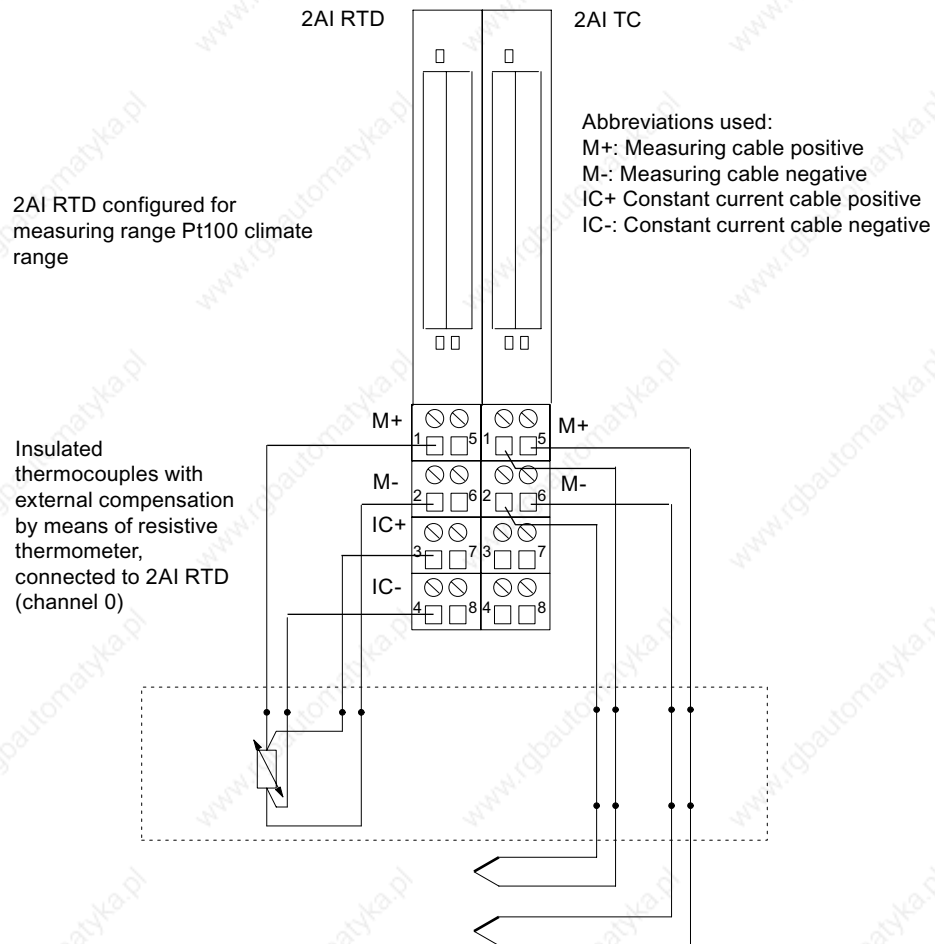 2AI RTD
2AI TC
Abbreviations used:
M+: Measuring cable positive
M-: Measuring cable negative
IC+ Constant current cable positive
IC-: Constant current cable negative
2AI RTD configured for
measuring range Pt100 climate
range
Insulated
thermocouples with
external compensation
by means of resistive
thermometer,
connected to 2AI RTD
(channel 0)
M+
1 5 1 5
M+
M-
2 6 2 6
M-
IC+
3 7 3 7
IC-
4 8 4 8
www.rgbautomatyka.pl